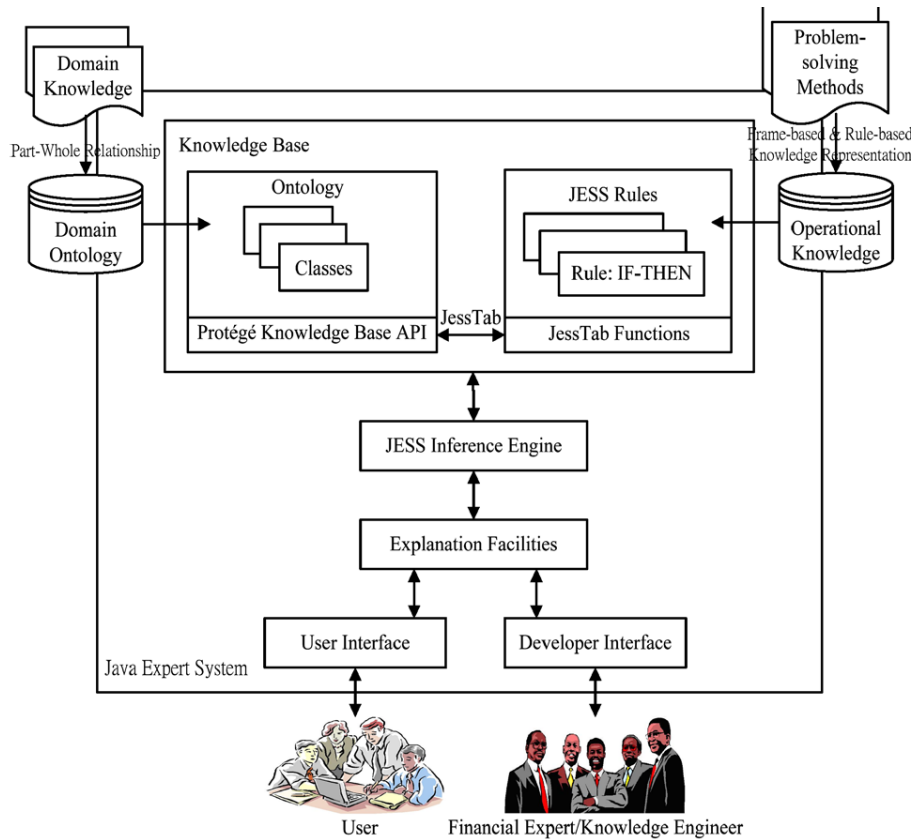 Domain
Knowledge
Problem-
solving
Methods
Part-Whole Relationship
Frame-based & Rule-based
Knowledge Representation
Knowledge Base
Domain
Ontology
Ontology
Classes
Protégé Knowledge Base API
JessTab
JESS Rules
Rule: IF-THEN
JessTab Functions
Operational
Knowledge
JESS Inference Engine
Explanation Facilities
User Interface
Developer Interface
Java Expert System
User
Financial Expert/Knowledge Engineer